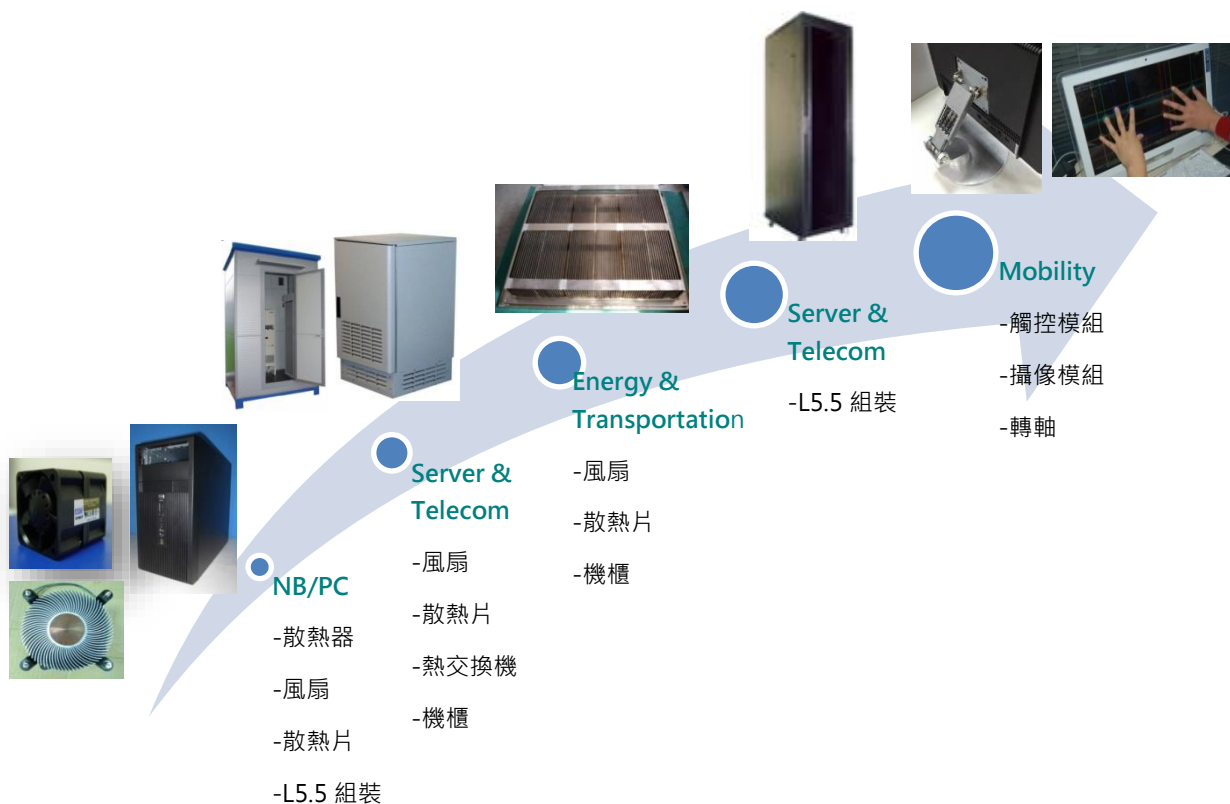 NB/PC
-散熱器
-風扇
-散熱片
-L5.5 組裝
Server &
Telecom
-風扇
-散熱片
-熱交換機
-機櫃
Energy &
Transportation
-風扇
-散熱片
-機櫃
Server &
Telecom
-L5.5 組裝
Mobility
-觸控模組
-攝像模組
-轉軸